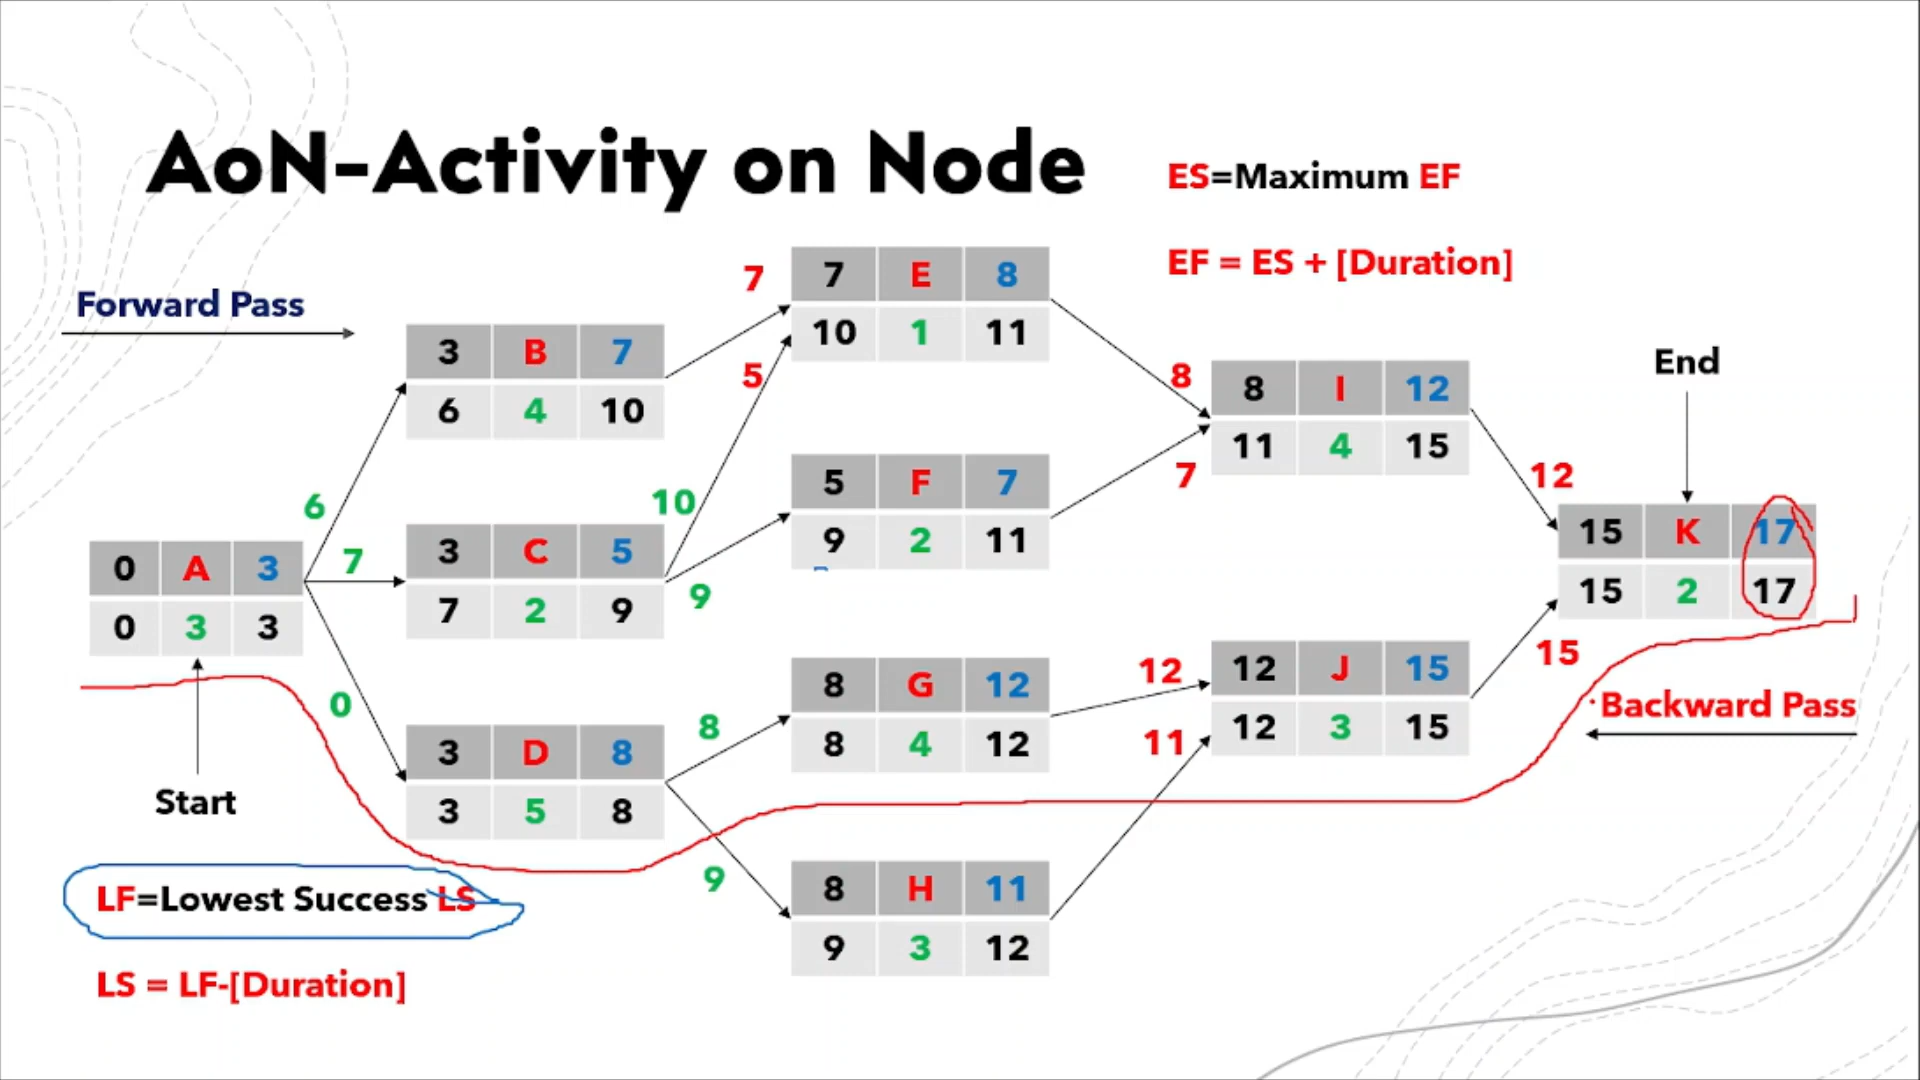 AoN-Activity on Node
ES=Maximum EF
EF = ES + [Duration]
Forward Pass
7 7 E 8
10 1 11
5
3 B 7
6 4 10
8 8 I 12
11 4 15
7
End
12
6
10
5 F 7
9 2 11
15 K 17
15 2 17
15
0 A 3
0 3 3
7
3 C 5
7 2 9
9
0
3 D 8
3 5 8
8
8 G 12
8 4 12
12
11
12 J 15
12 3 15
Backward Pass
Start
9
8 H 11
9 3 12
LF=Lowest Success LS
LS = LF-[Duration]